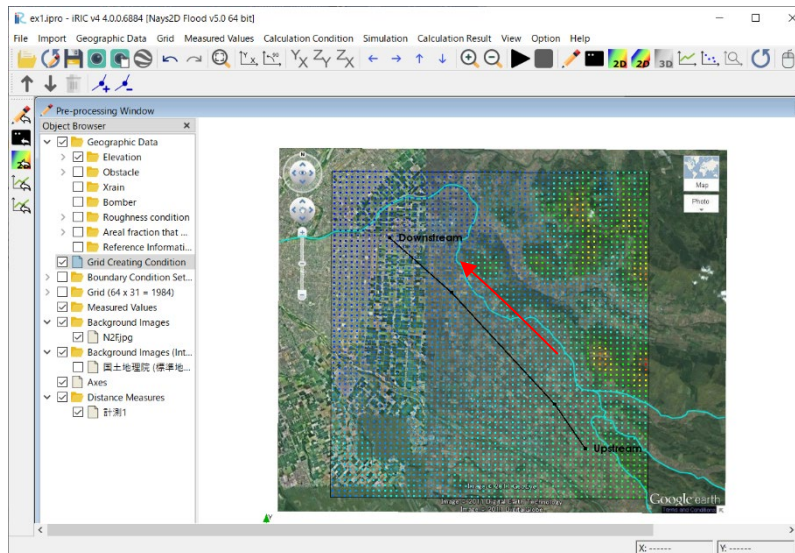 ex1.ipro - iRIC v4 4.0.0.6884 [Nays2D Flood v5.0 64 bit]
File Import Geographic Data Grid Measured Values Calculation Condition Simulation Calculation Result View Option Help
Pre-processing Window
Object Browser
Geographic Data
Elevation
Obstacle
Xrain
Bomber
Roughness condition
Areal fraction that ...
Reference Informati...
Grid Creating Condition
Boundary Condition Set...
Grid (64 x 31 = 1984)
Measured Values
Background Images
N2F.jpg
Background Images (Int...
国土地理院 (標準地...
Axes
Distance Measures
計測1
Map
Photo
Downstream
Upstream
Google earth
Terms and Conditions
X: ------ Y: ------